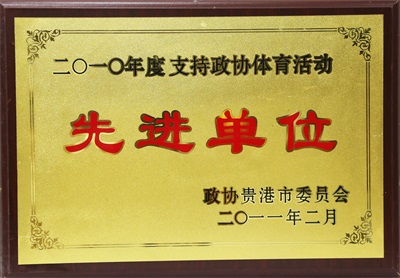 二〇一〇年度支持政协体育活动
先进单位
政协贵港市委员会
二〇一一年二月